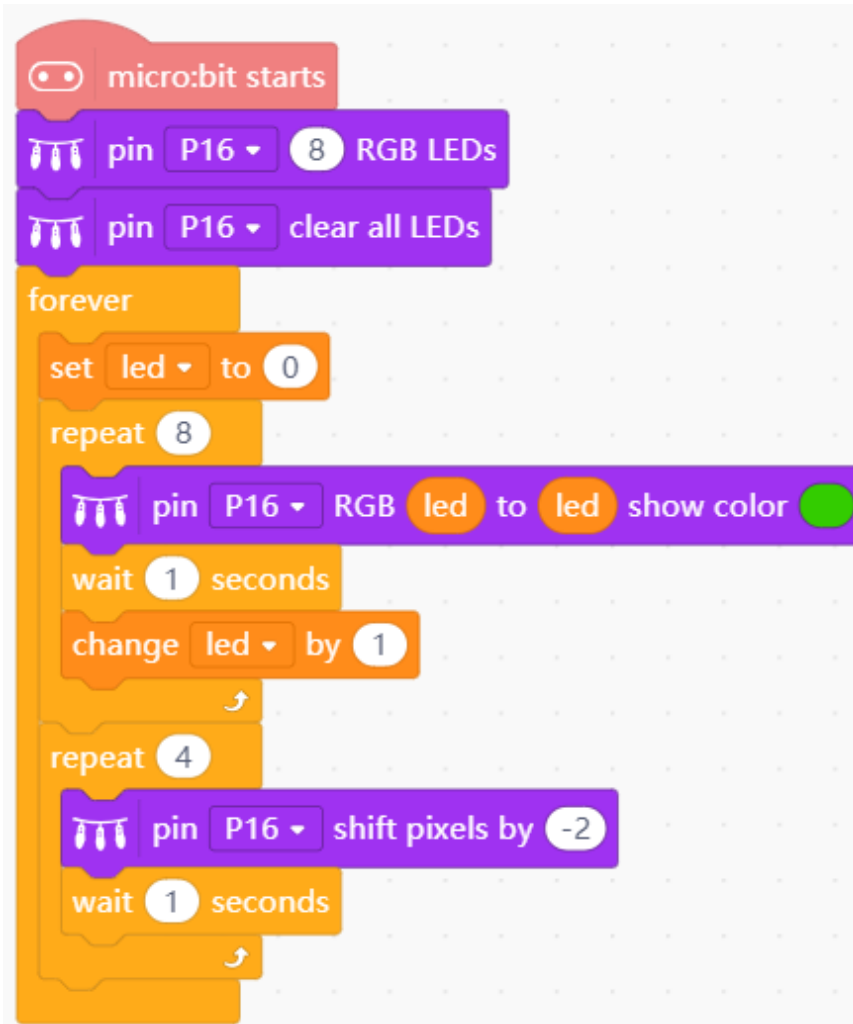 micro:bit starts
pin P16 8 RGB LEDs
pin P16 clear all LEDs
forever
set led to 0
repeat 8
pin P16 RGB led to led show color
wait 1 seconds
change led by 1
repeat 4
pin P16 shift pixels by -2
wait 1 seconds